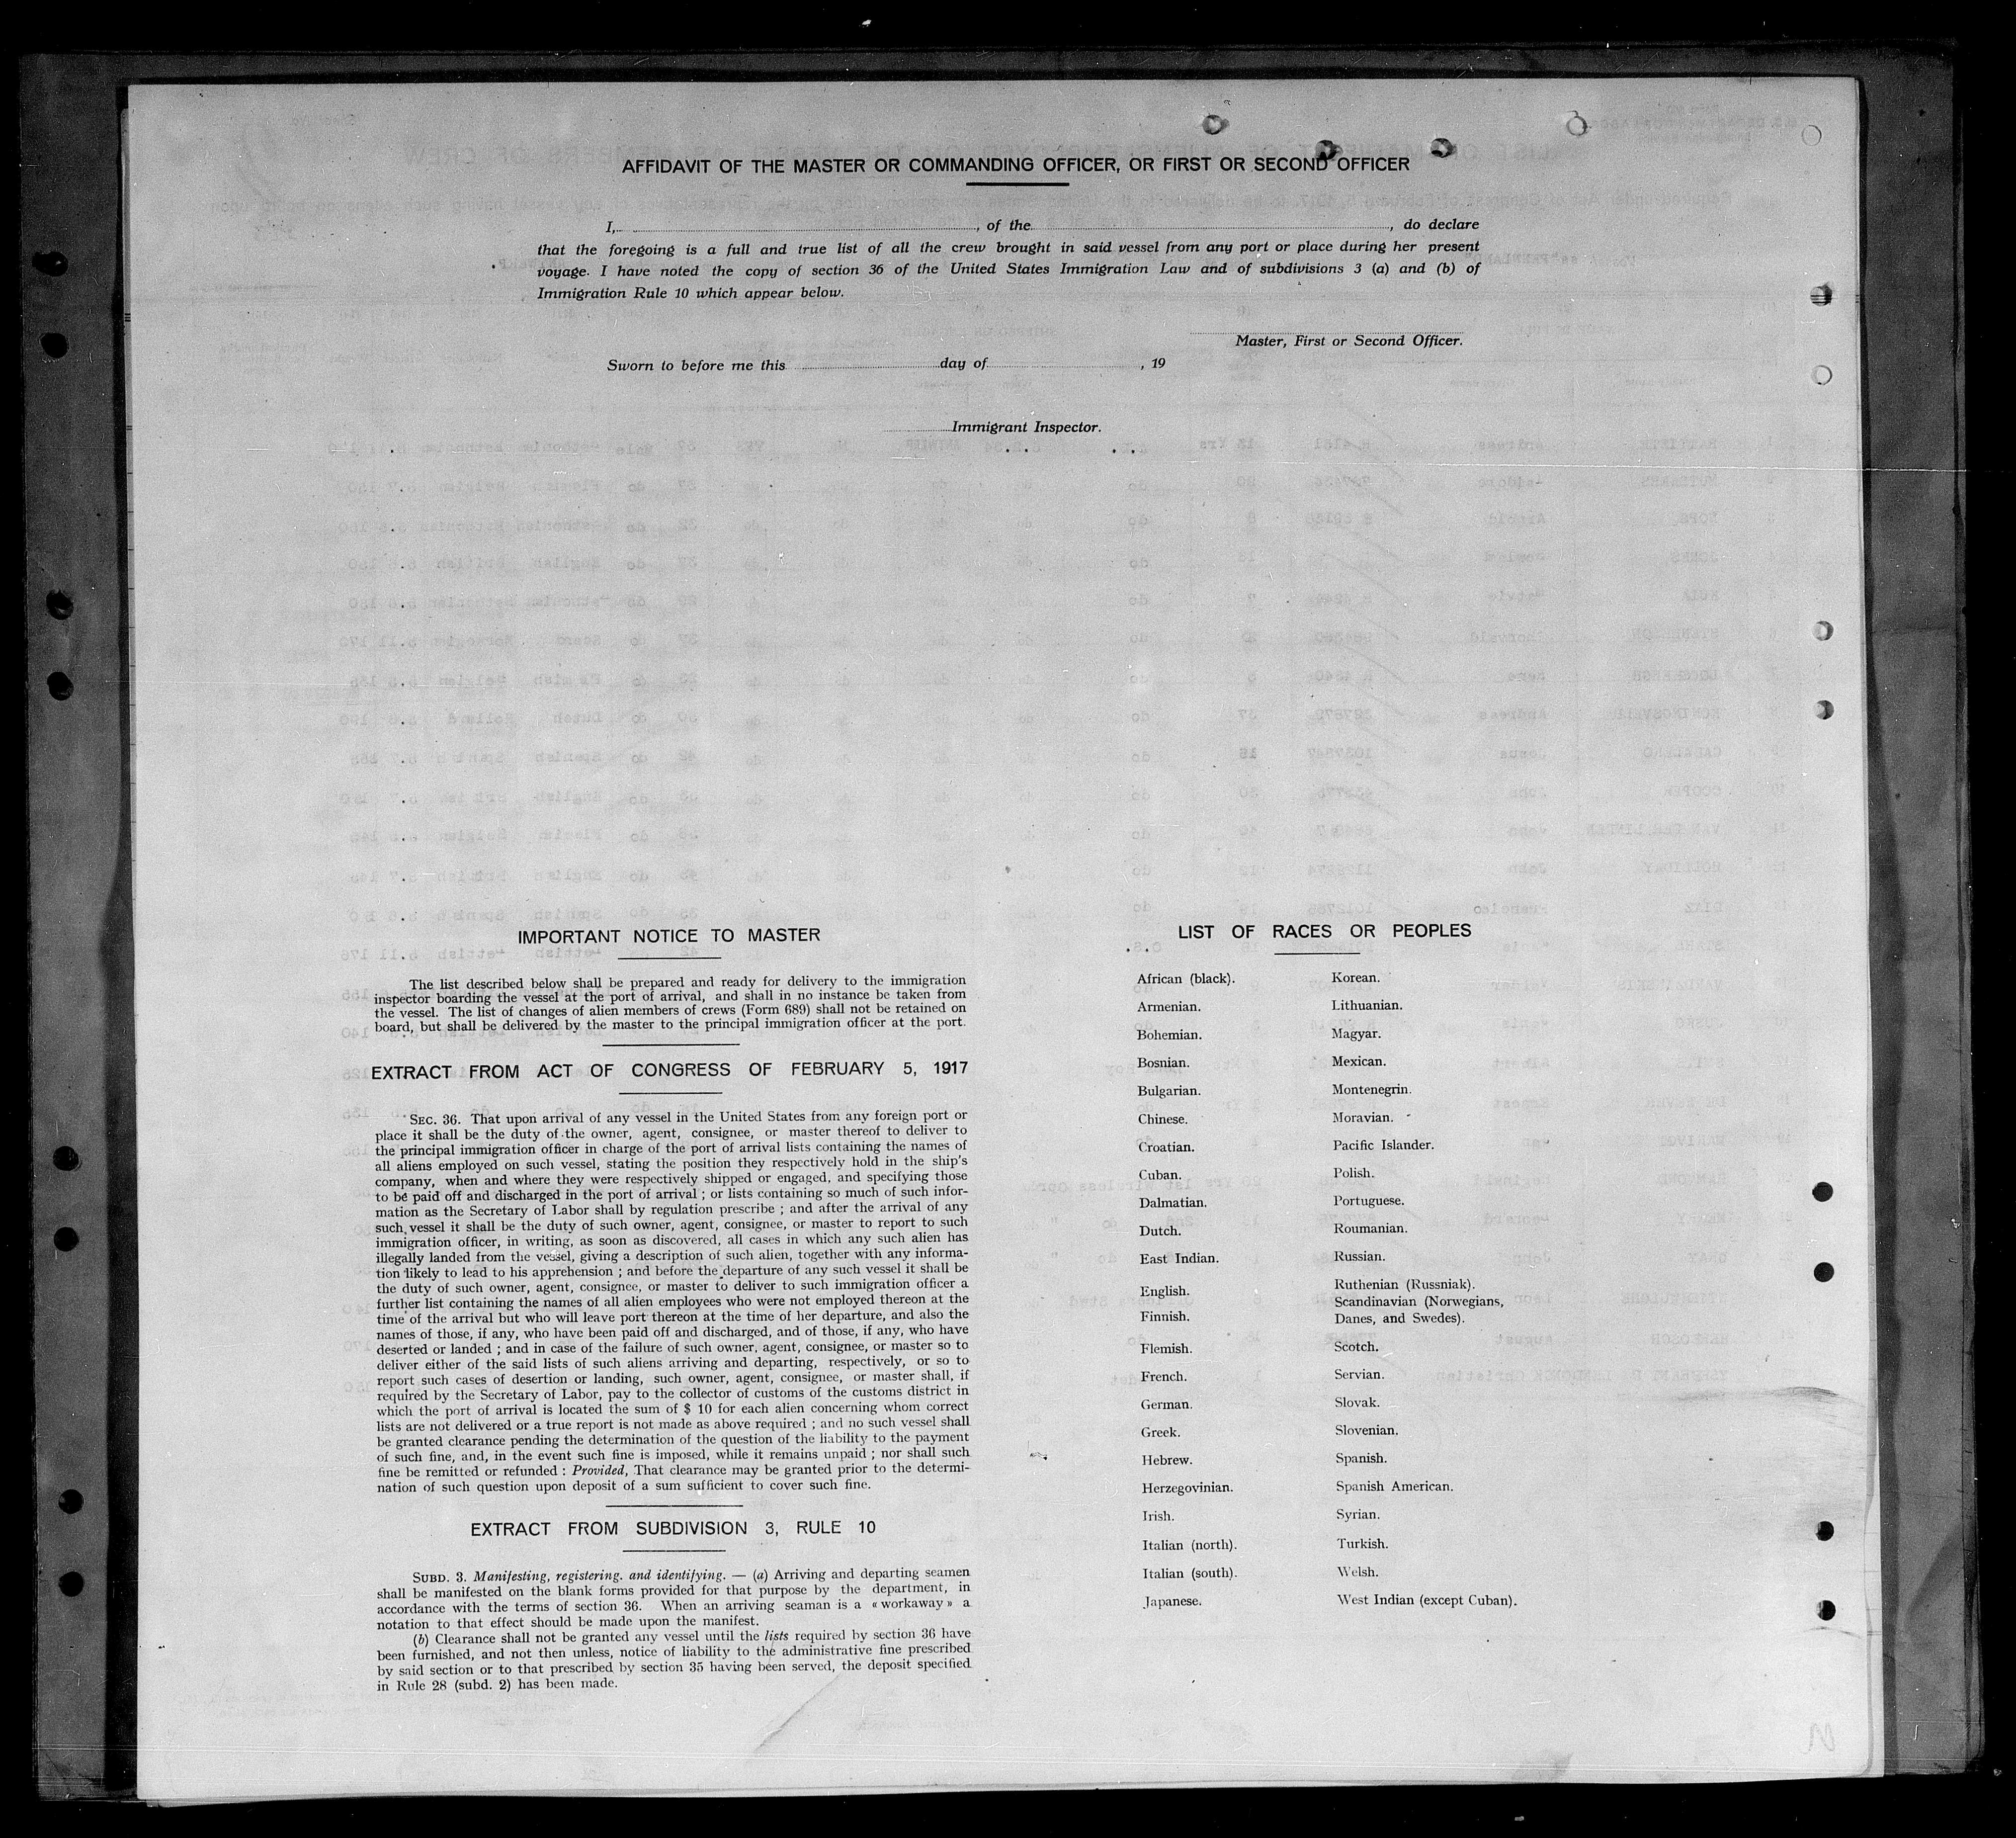 AFFIDAVIT OF THE MASTER OR COMMANDING OFFICER, OR FIRST OR SECOND OFFICER
I, , of the , do declare
that the foregoing is a full and true list of all the crew brought in said vessel from any port or place during her present
voyage. I have noted the copy of section 36 of the United States Immigration Law and of subdivisions 3 (a) and (b) of
Immigration Rule 10 which appear below.
Master, First or Second Officer.
Sworn to before me this day of , 19
Immigrant Inspector.
IMPORTANT NOTICE TO MASTER
The list described below shall be prepared and ready for delivery to the immigration
inspector boarding the vessel at the port of arrival, and shall in no instance be taken from
the vessel. The list of changes of alien members of crews (Form 689) shall not be retained on
board, but shall be delivered by the master to the principal immigration officer at the port.
EXTRACT FROM ACT OF CONGRESS OF FEBRUARY 5, 1917
SEC. 36. That upon arrival of any vessel in the United States from any foreign port or
place it shall be the duty of the owner, agent, consignee, or master thereof to deliver to
the principal immigration officer in charge of the port of arrival lists containing the names of
all aliens employed on such vessel, stating the position they respectively hold in the ship's
company, when and where they were respectively shipped or engaged, and specifying those
to be paid off and discharged in the port of arrival ; or lists containing so much of such infor-
mation as the Secretary of Labor shall by regulation prescribe ; and after the arrival of any
such vessel it shall be the duty of such owner, agent, consignee, or master to report to such
immigration officer, in writing, as soon as discovered, all cases in which any such alien has
illegally landed from the vessel, giving a description of such alien, together with any informa-
tion likely to lead to his apprehension ; and before the departure of any such vessel it shall be
the duty of such owner, agent, consignee, or master to deliver to such immigration officer a
further list containing the names of all alien employees who were not employed thereon at the
time of the arrival but who will leave port thereon at the time of her departure, and also the
names of those, if any, who have been paid off and discharged, and of those, if any, who have
deserted or landed ; and in case of the failure of such owner, agent, consignee, or master so to
deliver either of the said lists of such aliens arriving and departing, respectively, or so to
report such cases of desertion or landing, such owner, agent, consignee, or master shall, if
required by the Secretary of Labor, pay to the collector of customs of the customs district in
which the port of arrival is located the sum of $ 10 for each alien concerning whom correct
lists are not delivered or a true report is not made as above required ; and no such vessel shall
be granted clearance pending the determination of the question of the liability to the payment
of such fine, and, in the event such fine is imposed, while it remains unpaid ; nor shall such
fine be remitted or refunded : Provided, That clearance may be granted prior to the determi-
nation of such question upon deposit of a sum sufficient to cover such fine.
EXTRACT FROM SUBDIVISION 3, RULE 10
SUBD. 3. Manifesting, registering. and identifying. — (a) Arriving and departing seamen
shall be manifested on the blank forms provided for that purpose by the department, in
accordance with the terms of section 36. When an arriving seaman is a « workaway » a
notation to that effect should be made upon the manifest.
(b) Clearance shall not be granted any vessel until the lists required by section 36 have
been furnished, and not then unless, notice of liability to the administrative fine prescribed
by said section or to that prescribed by section 35 having been served, the deposit specified
in Rule 28 (subd. 2) has been made.
LIST OF RACES OR PEOPLES
African (black).
Armenian.
Bohemian.
Bosnian.
Bulgarian.
Chinese.
Croatian.
Cuban.
Dalmatian.
Dutch.
East Indian.
English.
Finnish.
Flemish.
French.
German.
Greek.
Hebrew.
Herzegovinian.
Irish.
Italian (north).
Italian (south).
Japanese.
Korean.
Lithuanian.
Magyar.
Mexican.
Montenegrin.
Moravian.
Pacific Islander.
Polish.
Portuguese.
Roumanian.
Russian.
Ruthenian (Russniak).
Scandinavian (Norwegians,
Danes, and Swedes).
Scotch.
Servian.
Slovak.
Slovenian.
Spanish.
Spanish American.
Syrian.
Turkish.
Welsh.
West Indian (except Cuban).